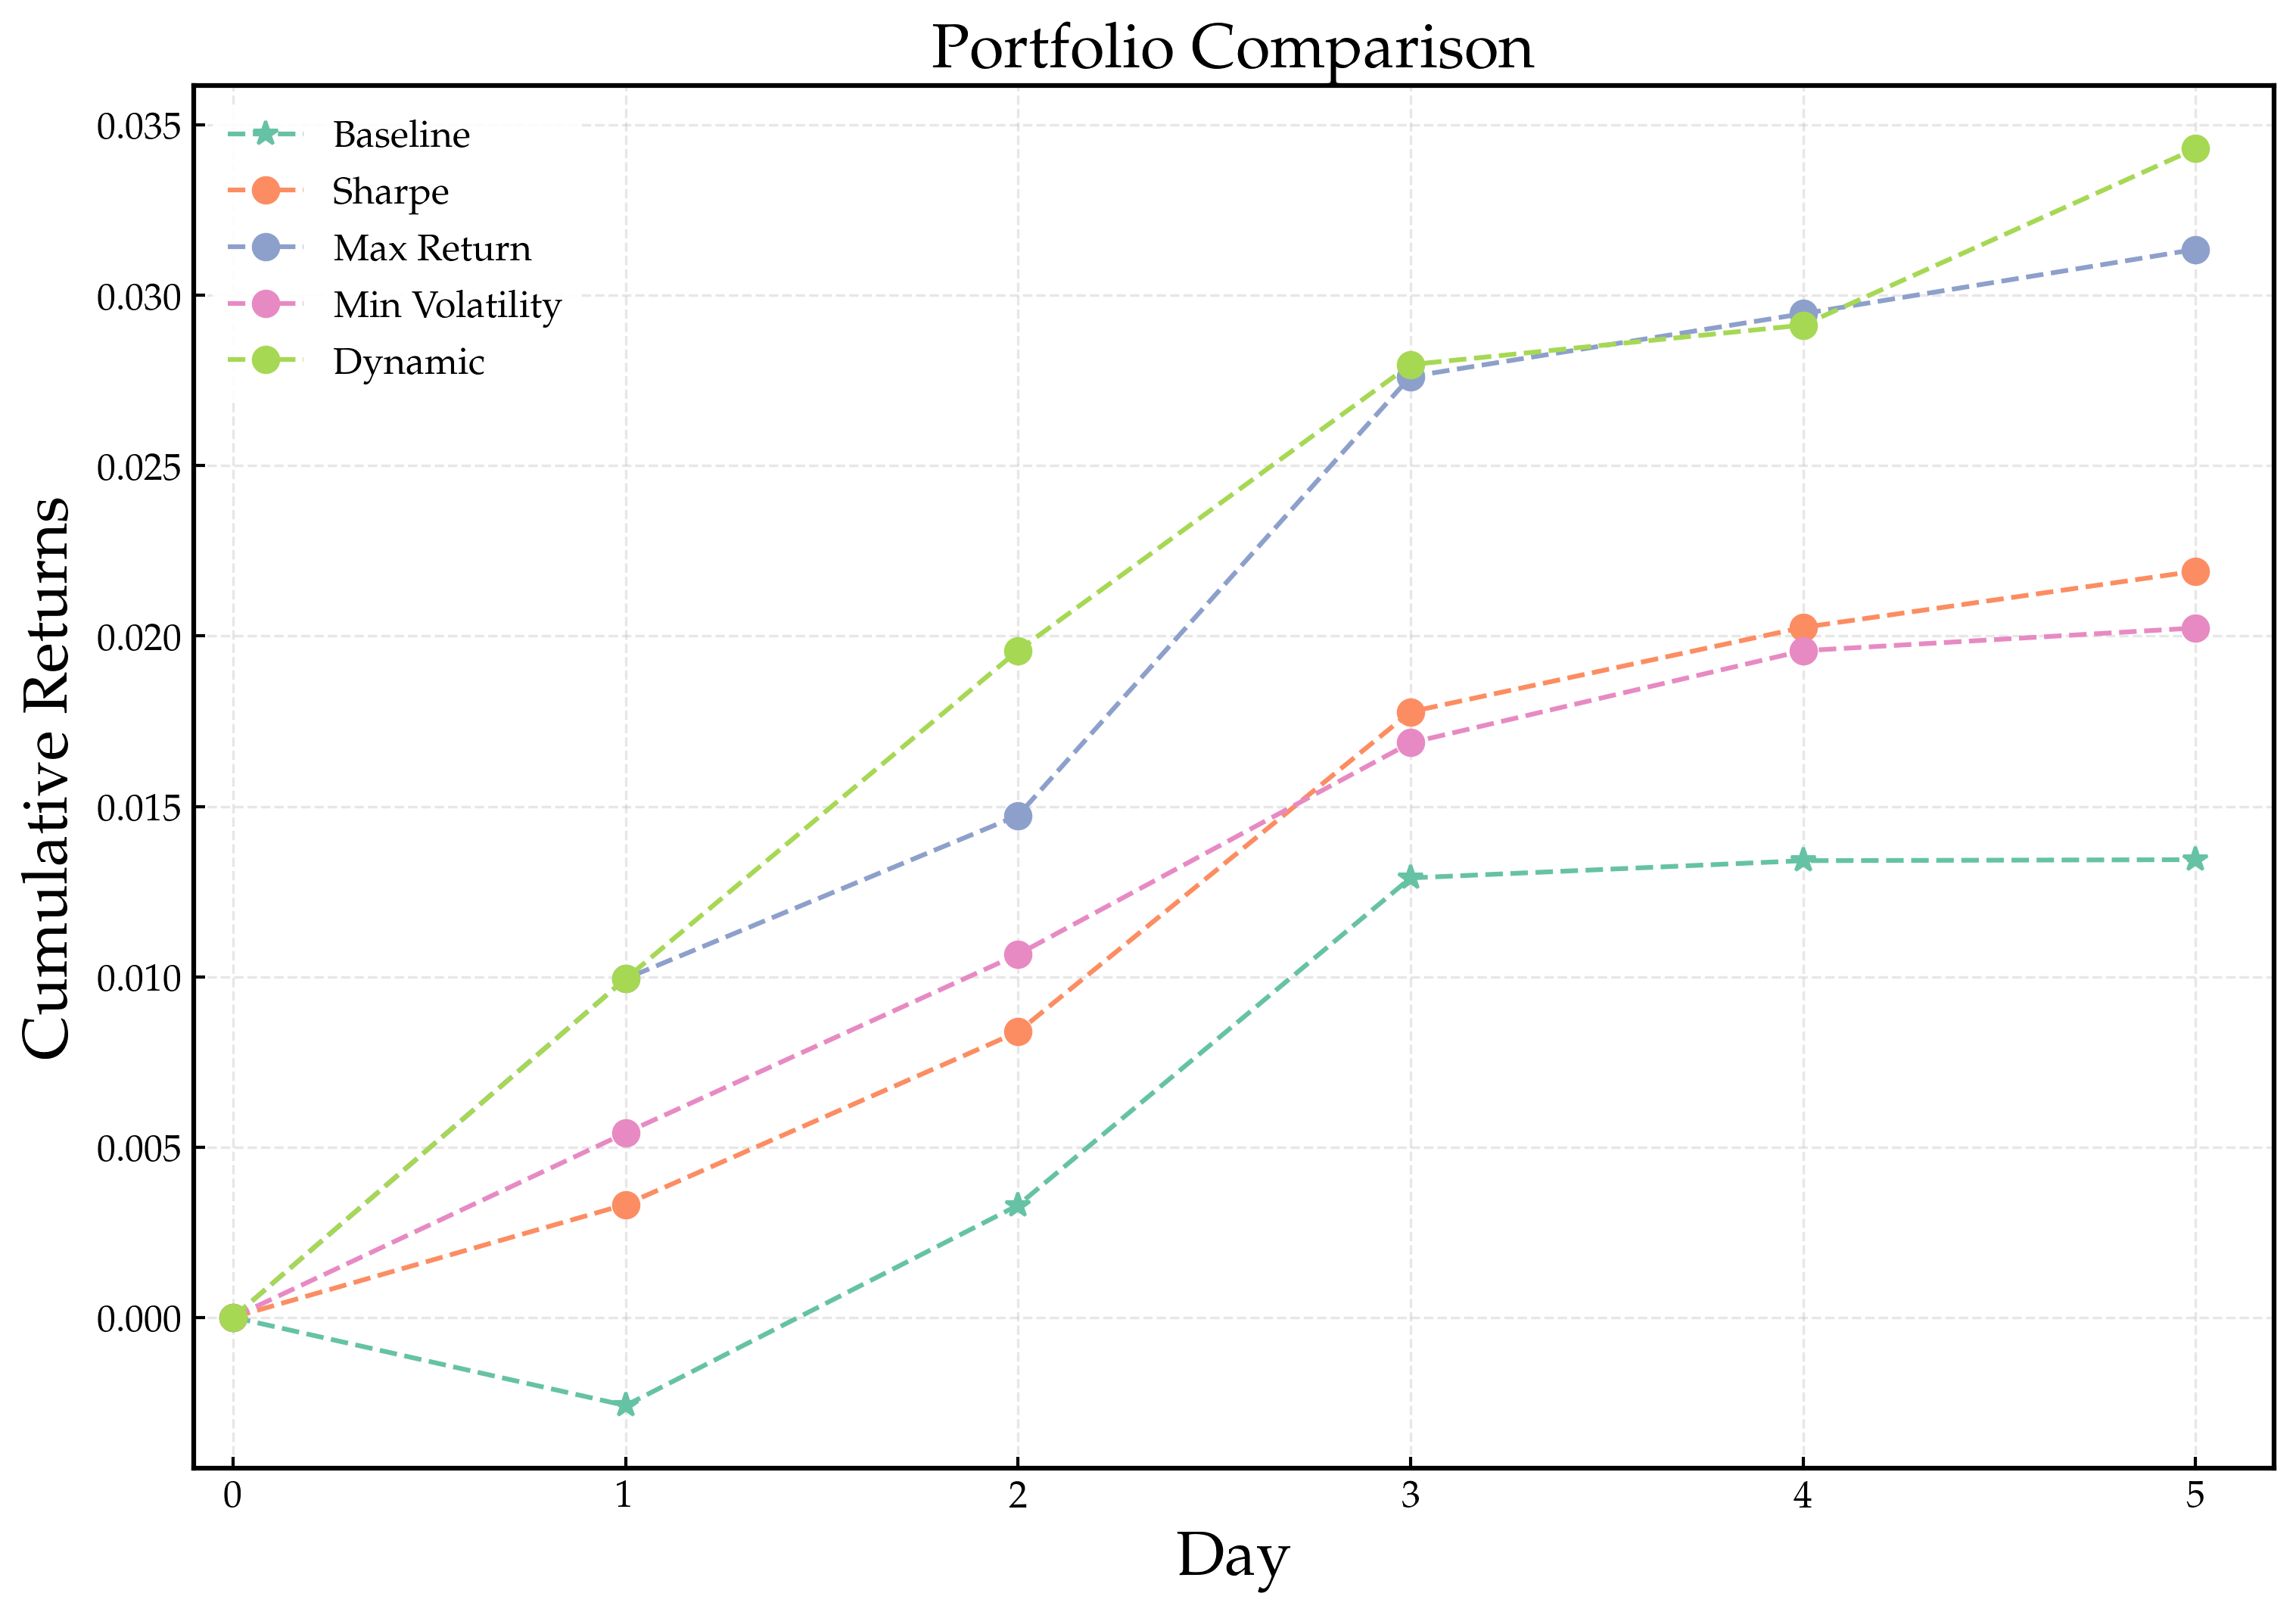 Portfolio Comparison
Baseline
Sharpe
Max Return
Min Volatility
Dynamic
Cumulative Returns
0.035
0.030
0.025
0.020
0.015
0.010
0.005
0.000
0 1 2 3 4 5
Day